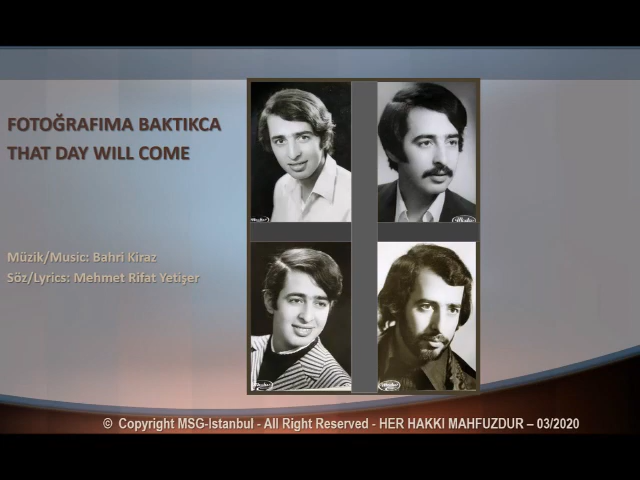 FOTOĞRAFIMA BAKTIKCA
THAT DAY WILL COME
Müzik/Music: Bahri Kiraz
Söz/Lyrics: Mehmet Rifat Yetişer
© Copyright MSG-Istanbul - All Right Reserved - HER HAKKI MAHFUZDUR – 03/2020